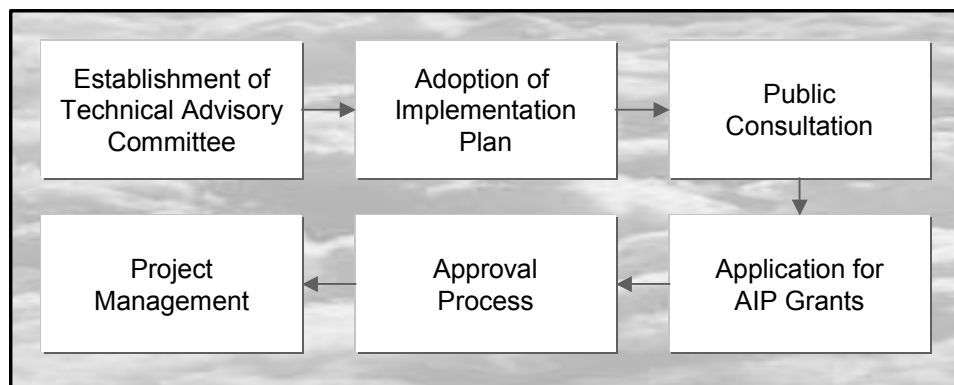 Establishment of
Technical Advisory
Committee
Adoption of
Implementation
Plan
Public
Consultation
Application for
AIP Grants
Approval
Process
Project
Management